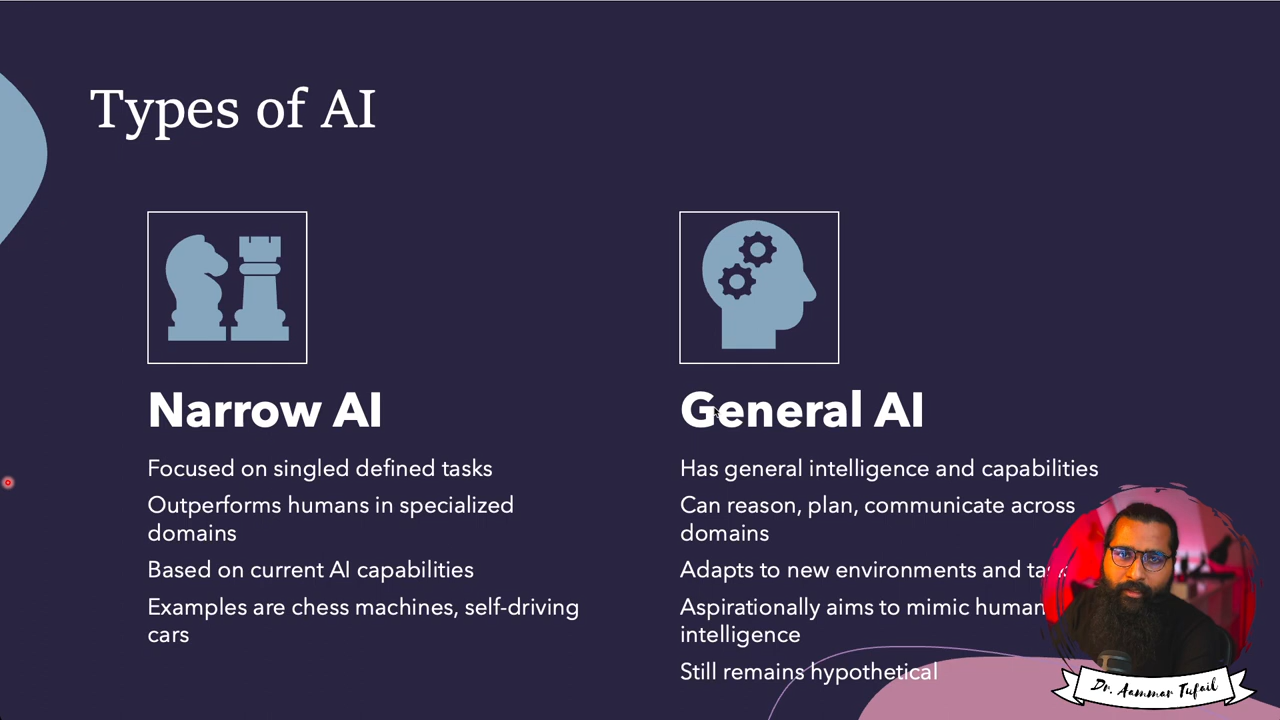 Types of AI
Narrow AI
Focused on singled defined tasks
Outperforms humans in specialized
domains
Based on current AI capabilities
Examples are chess machines, self-driving
cars
General AI
Has general intelligence and capabilities
Can reason, plan, communicate across
domains
Adapts to new environments and
Aspirationally aims to mimic human
intelligence
Still remains hypothetical
Dr. Aammar Tufail